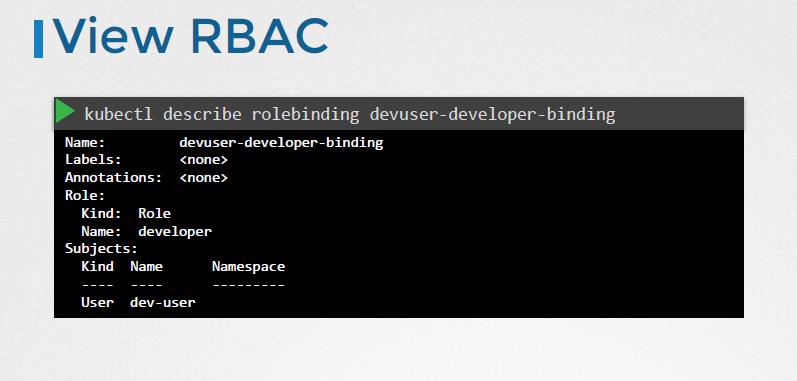 View RBAC
kubectl describe rolebinding devuser-developer-binding
Name:         devuser-developer-binding
Labels:       <none>
Annotations:  <none>
Role:
  Kind:  Role
  Name:  developer
Subjects:
  Kind  Name      Namespace
  ----  ----      ---------
  User  dev-user